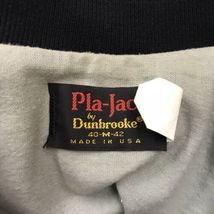 Pla-Jac
by
Dunbrooke®
40-M-42
MADE IN USA